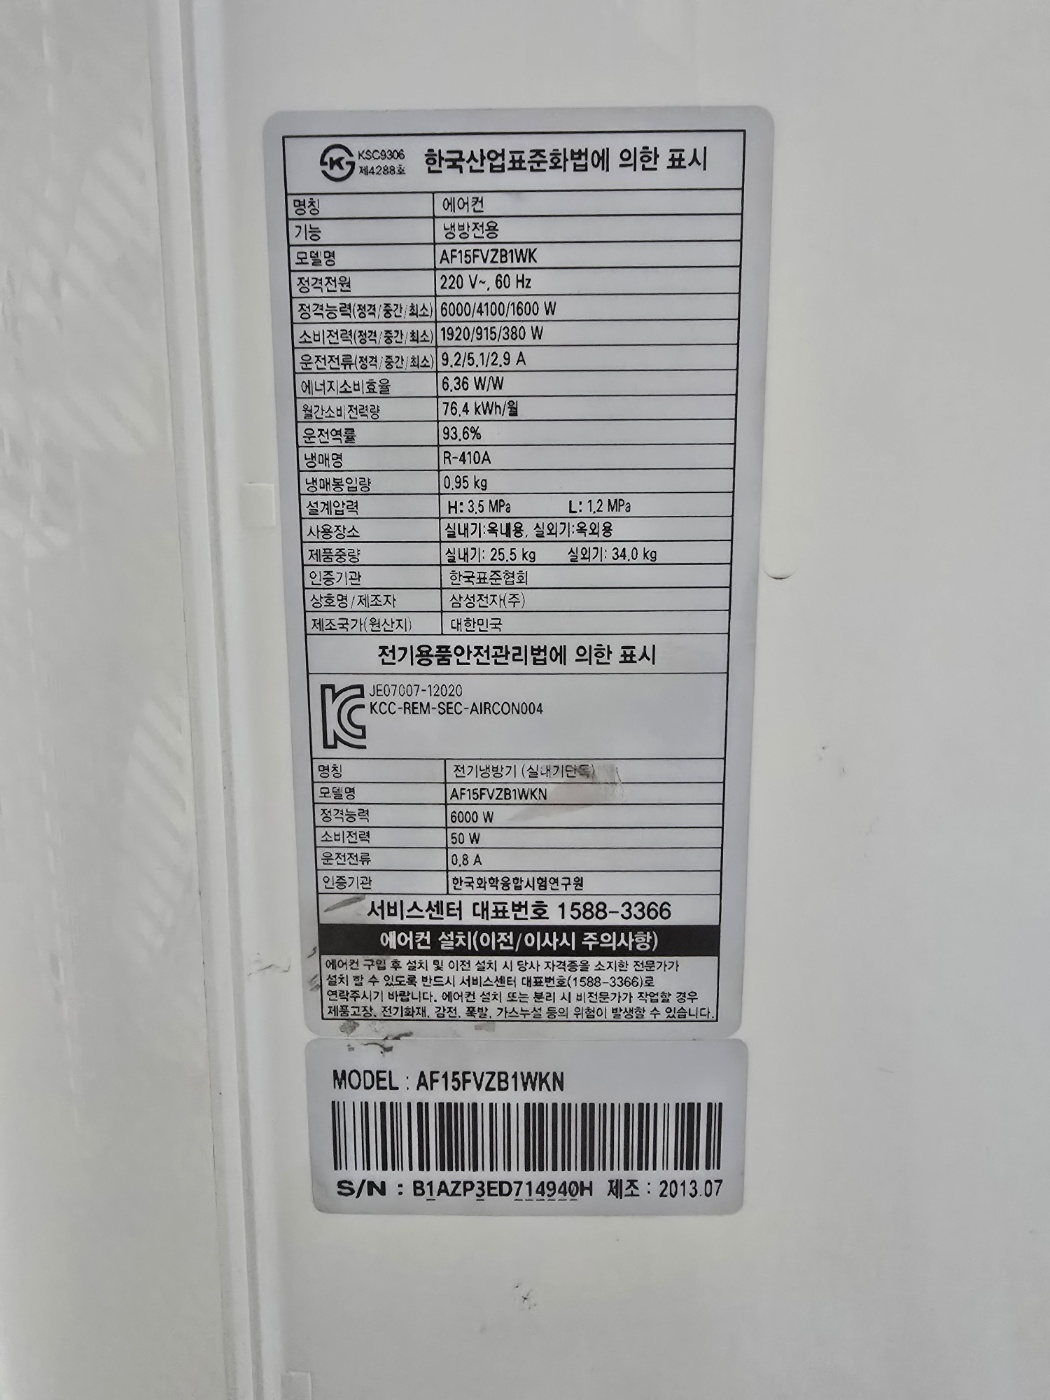 KSC9306
제4288호
한국산업표준화법에 의한 표시
명칭 에어컨
기능 냉방전용
모델명 AF15FVZB1WK
정격전원 220 V~, 60 Hz
정격능력(정격/중간/최소) 6000/4100/1600 W
소비전력(정격/중간/최소) 1920/915/380 W
운전전류(정격/중간/최소) 9.2/5.1/2.9 A
에너지소비효율 6.36 W/W
월간소비전력량 76.4 kWh/월
운전역률 93.6%
냉매명 R-410A
냉매봉입량 0.95 kg
설계압력 H: 3.5 MPa L: 1.2 MPa
사용장소 실내기:옥내용, 실외기:옥외용
제품중량 실내기: 25.5 kg 실외기: 34.0 kg
인증기관 한국표준협회
상호명/제조자 삼성전자(주)
제조국가(원산지) 대한민국
전기용품안전관리법에 의한 표시
JE07007-12020
KCC-REM-SEC-AIRCON004
명칭 전기냉방기 (실내기단독)
모델명 AF15FVZB1WKN
정격능력 6000 W
소비전력 50 W
운전전류 0.8 A
인증기관 한국화학융합시험연구원
서비스센터 대표번호 1588-3366
에어컨 설치(이전/이사시 주의사항)
에어컨 구입 후 설치 및 이전 설치 시 당사 자격증을 소지한 전문가가
설치 할 수 있도록 반드시 서비스센터 대표번호(1588-3366)로
연락주시기 바랍니다. 에어컨 설치 또는 분리 시 비전문가가 작업할 경우
제품고장, 전기화재, 감전, 폭발, 가스누설 등의 위험이 발생할 수 있습니다.
MODEL : AF15FVZB1WKN
S/N : B1AZP3ED714940H 제조 : 2013.07